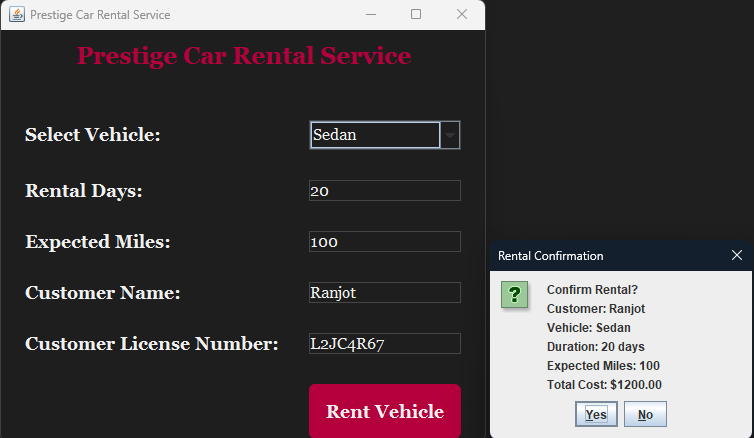 Prestige Car Rental Service
Prestige Car Rental Service
Select Vehicle: Sedan
Rental Days: 20
Expected Miles: 100
Customer Name: Ranjot
Customer License Number: L2JC4R67
Rent Vehicle
Rental Confirmation
?
Confirm Rental?
Customer: Ranjot
Vehicle: Sedan
Duration: 20 days
Expected Miles: 100
Total Cost: $1200.00
Yes No